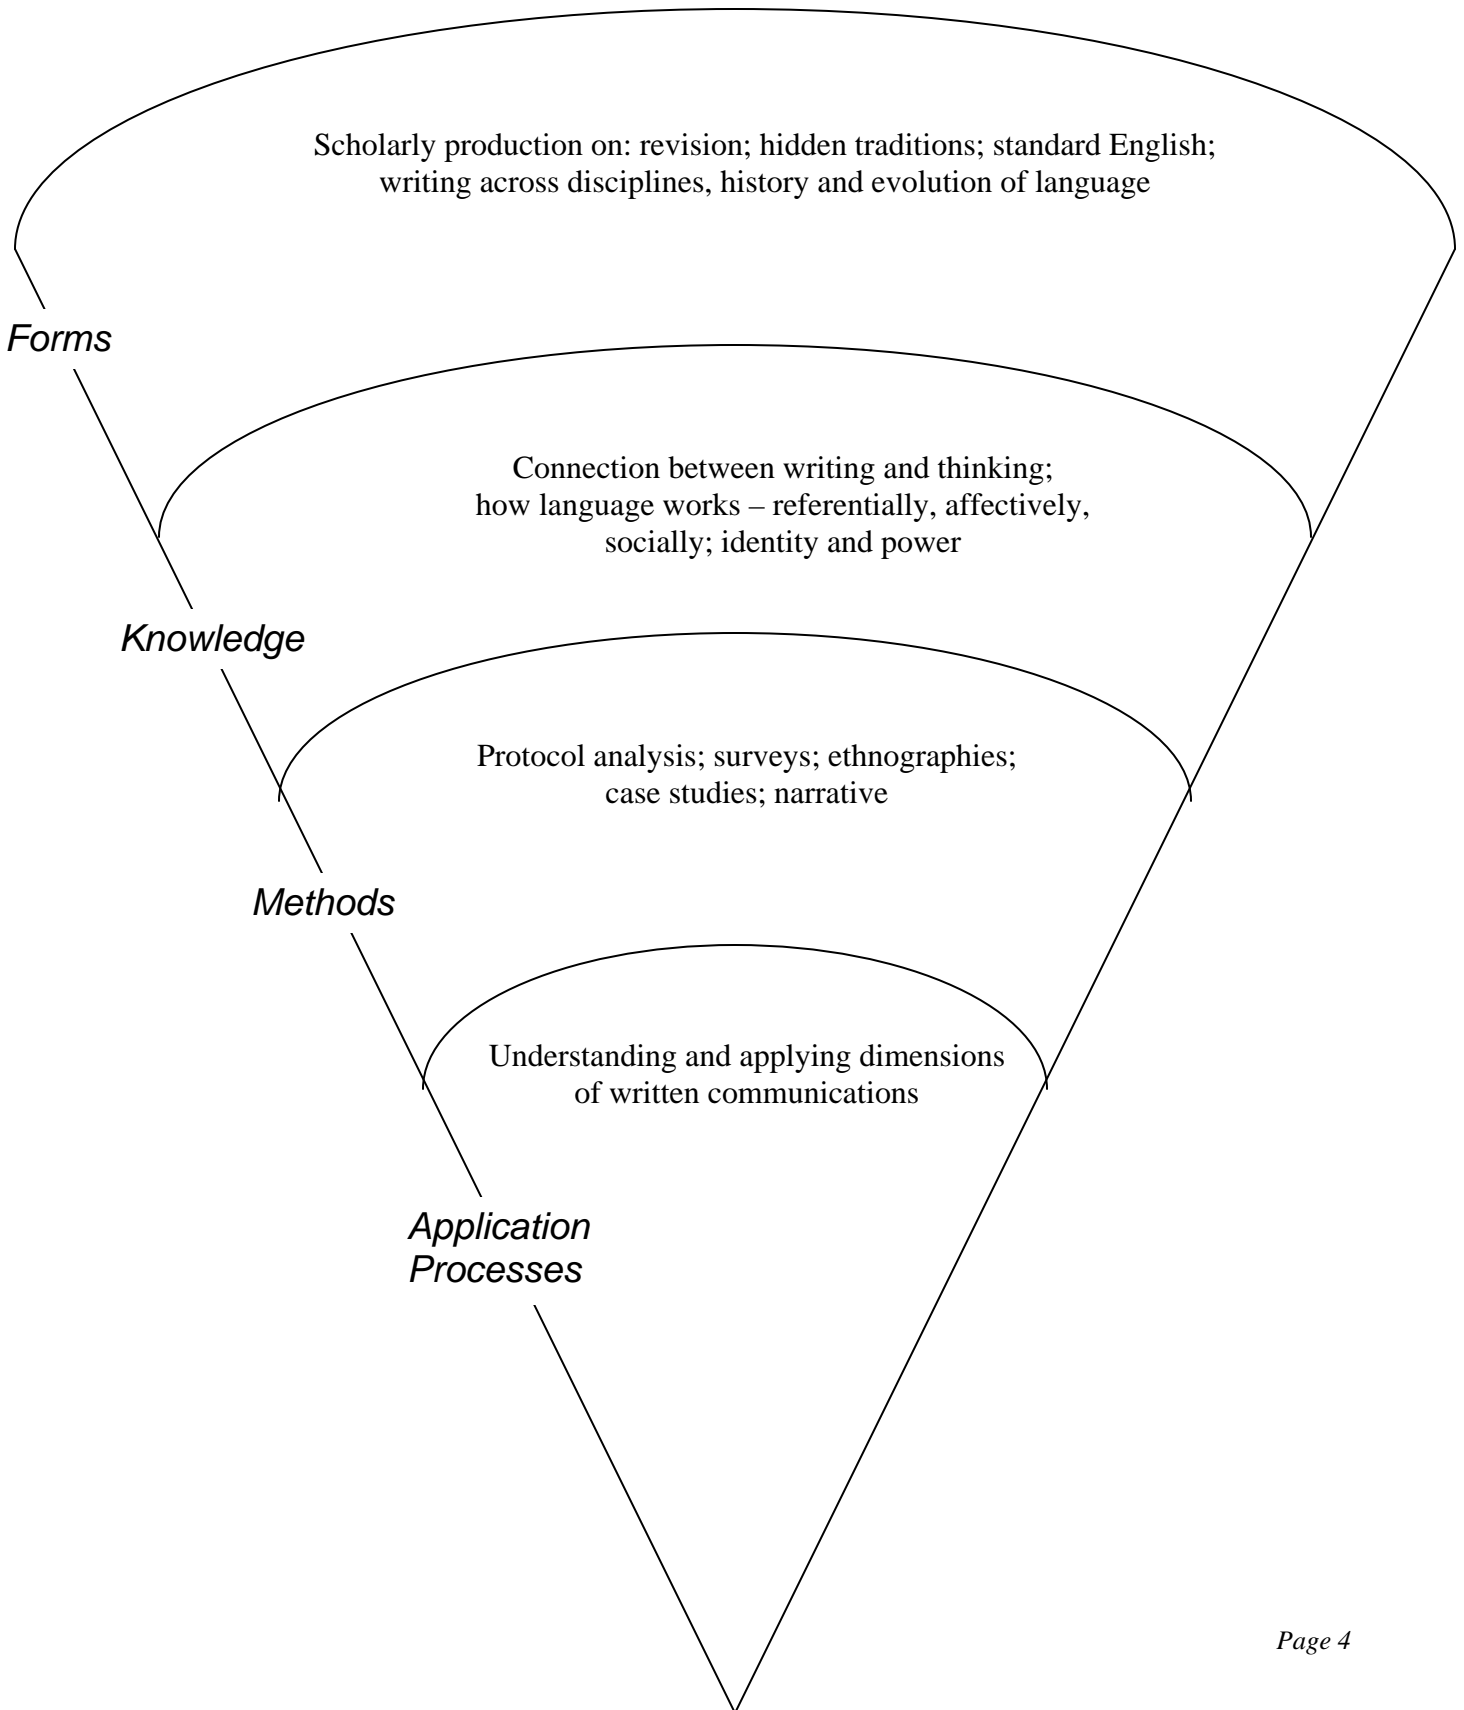 Scholarly production on: revision; hidden traditions; standard English;
writing across disciplines, history and evolution of language
Forms
Connection between writing and thinking;
how language works – referentially, affectively,
socially; identity and power
Knowledge
Protocol analysis; surveys; ethnographies;
case studies; narrative
Methods
Understanding and applying dimensions
of written communications
Application
Processes
Page 4